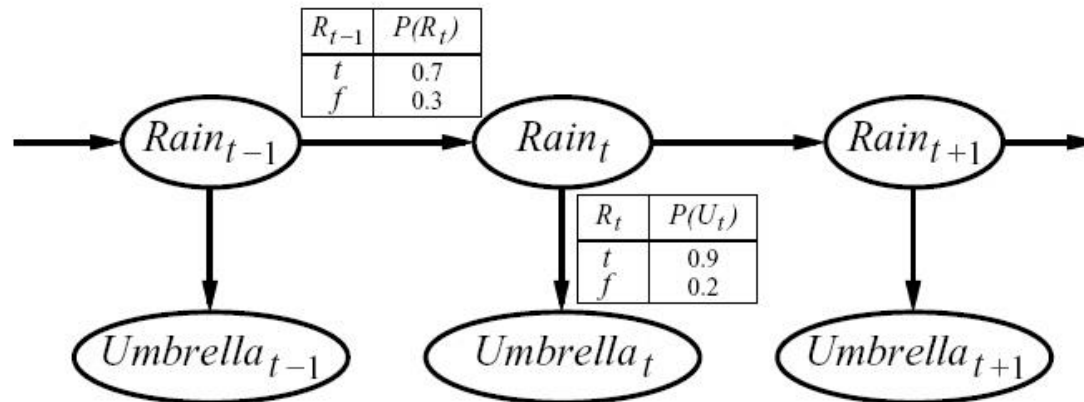 R_{t-1} P(R_t)
t 0.7
f 0.3
Rain_{t-1} Rain_t Rain_{t+1}
R_t P(U_t)
t 0.9
f 0.2
Umbrella_{t-1} Umbrella_t Umbrella_{t+1}